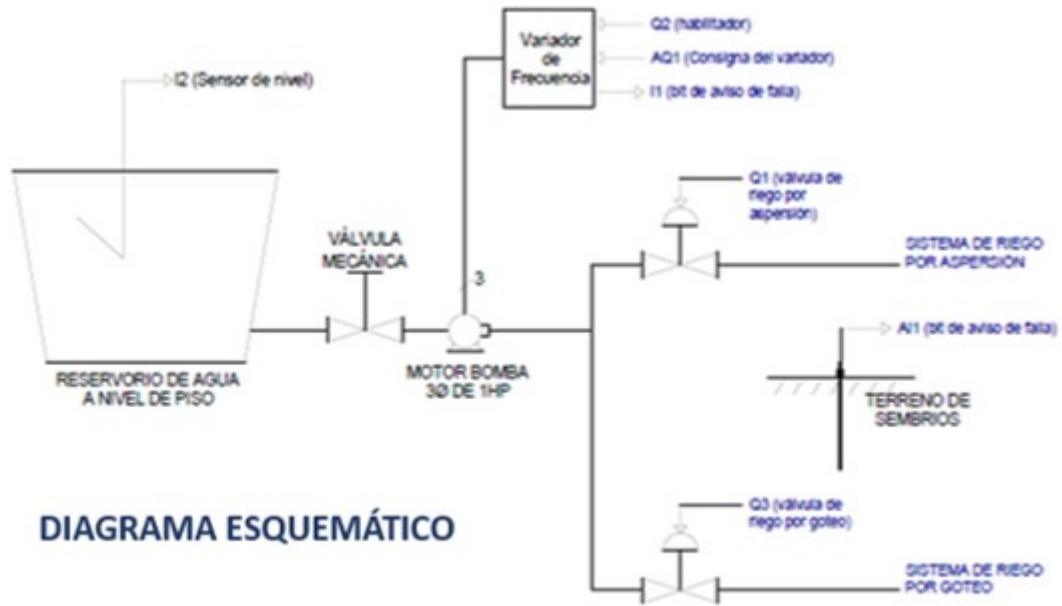 Variador
de
Frecuencia
Q2 (habilitador)
AQ1 (Consigna del variador)
I1 (bit de aviso de falla)
I2 (Sensor de nivel)
Q1 (válvula de
riego por
aspersión)
VÁLVULA
MECÁNICA
SISTEMA DE RIEGO
POR ASPERSIÓN
3
AI1 (bit de aviso de falla)
RESERVORIO DE AGUA
A NIVEL DE PISO
MOTOR BOMBA
3Ø DE 1HP
TERRENO DE
SEMBRIOS
DIAGRAMA ESQUEMÁTICO
Q3 (válvula de
riego por goteo)
SISTEMA DE RIEGO
POR GOTEO